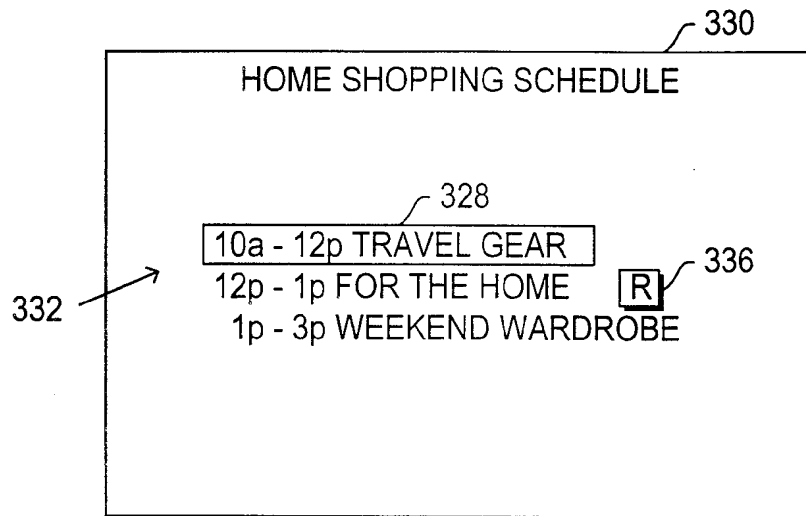 330
HOME SHOPPING SCHEDULE
328
10a - 12p TRAVEL GEAR
12p - 1p FOR THE HOME R 336
332
1p - 3p WEEKEND WARDROBE